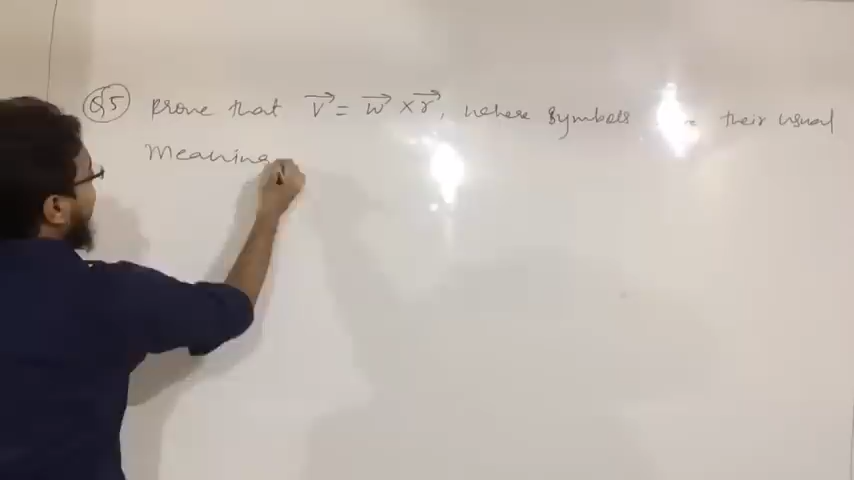 Q5 Prove that V = w × r, where symbols their usual
Meaning